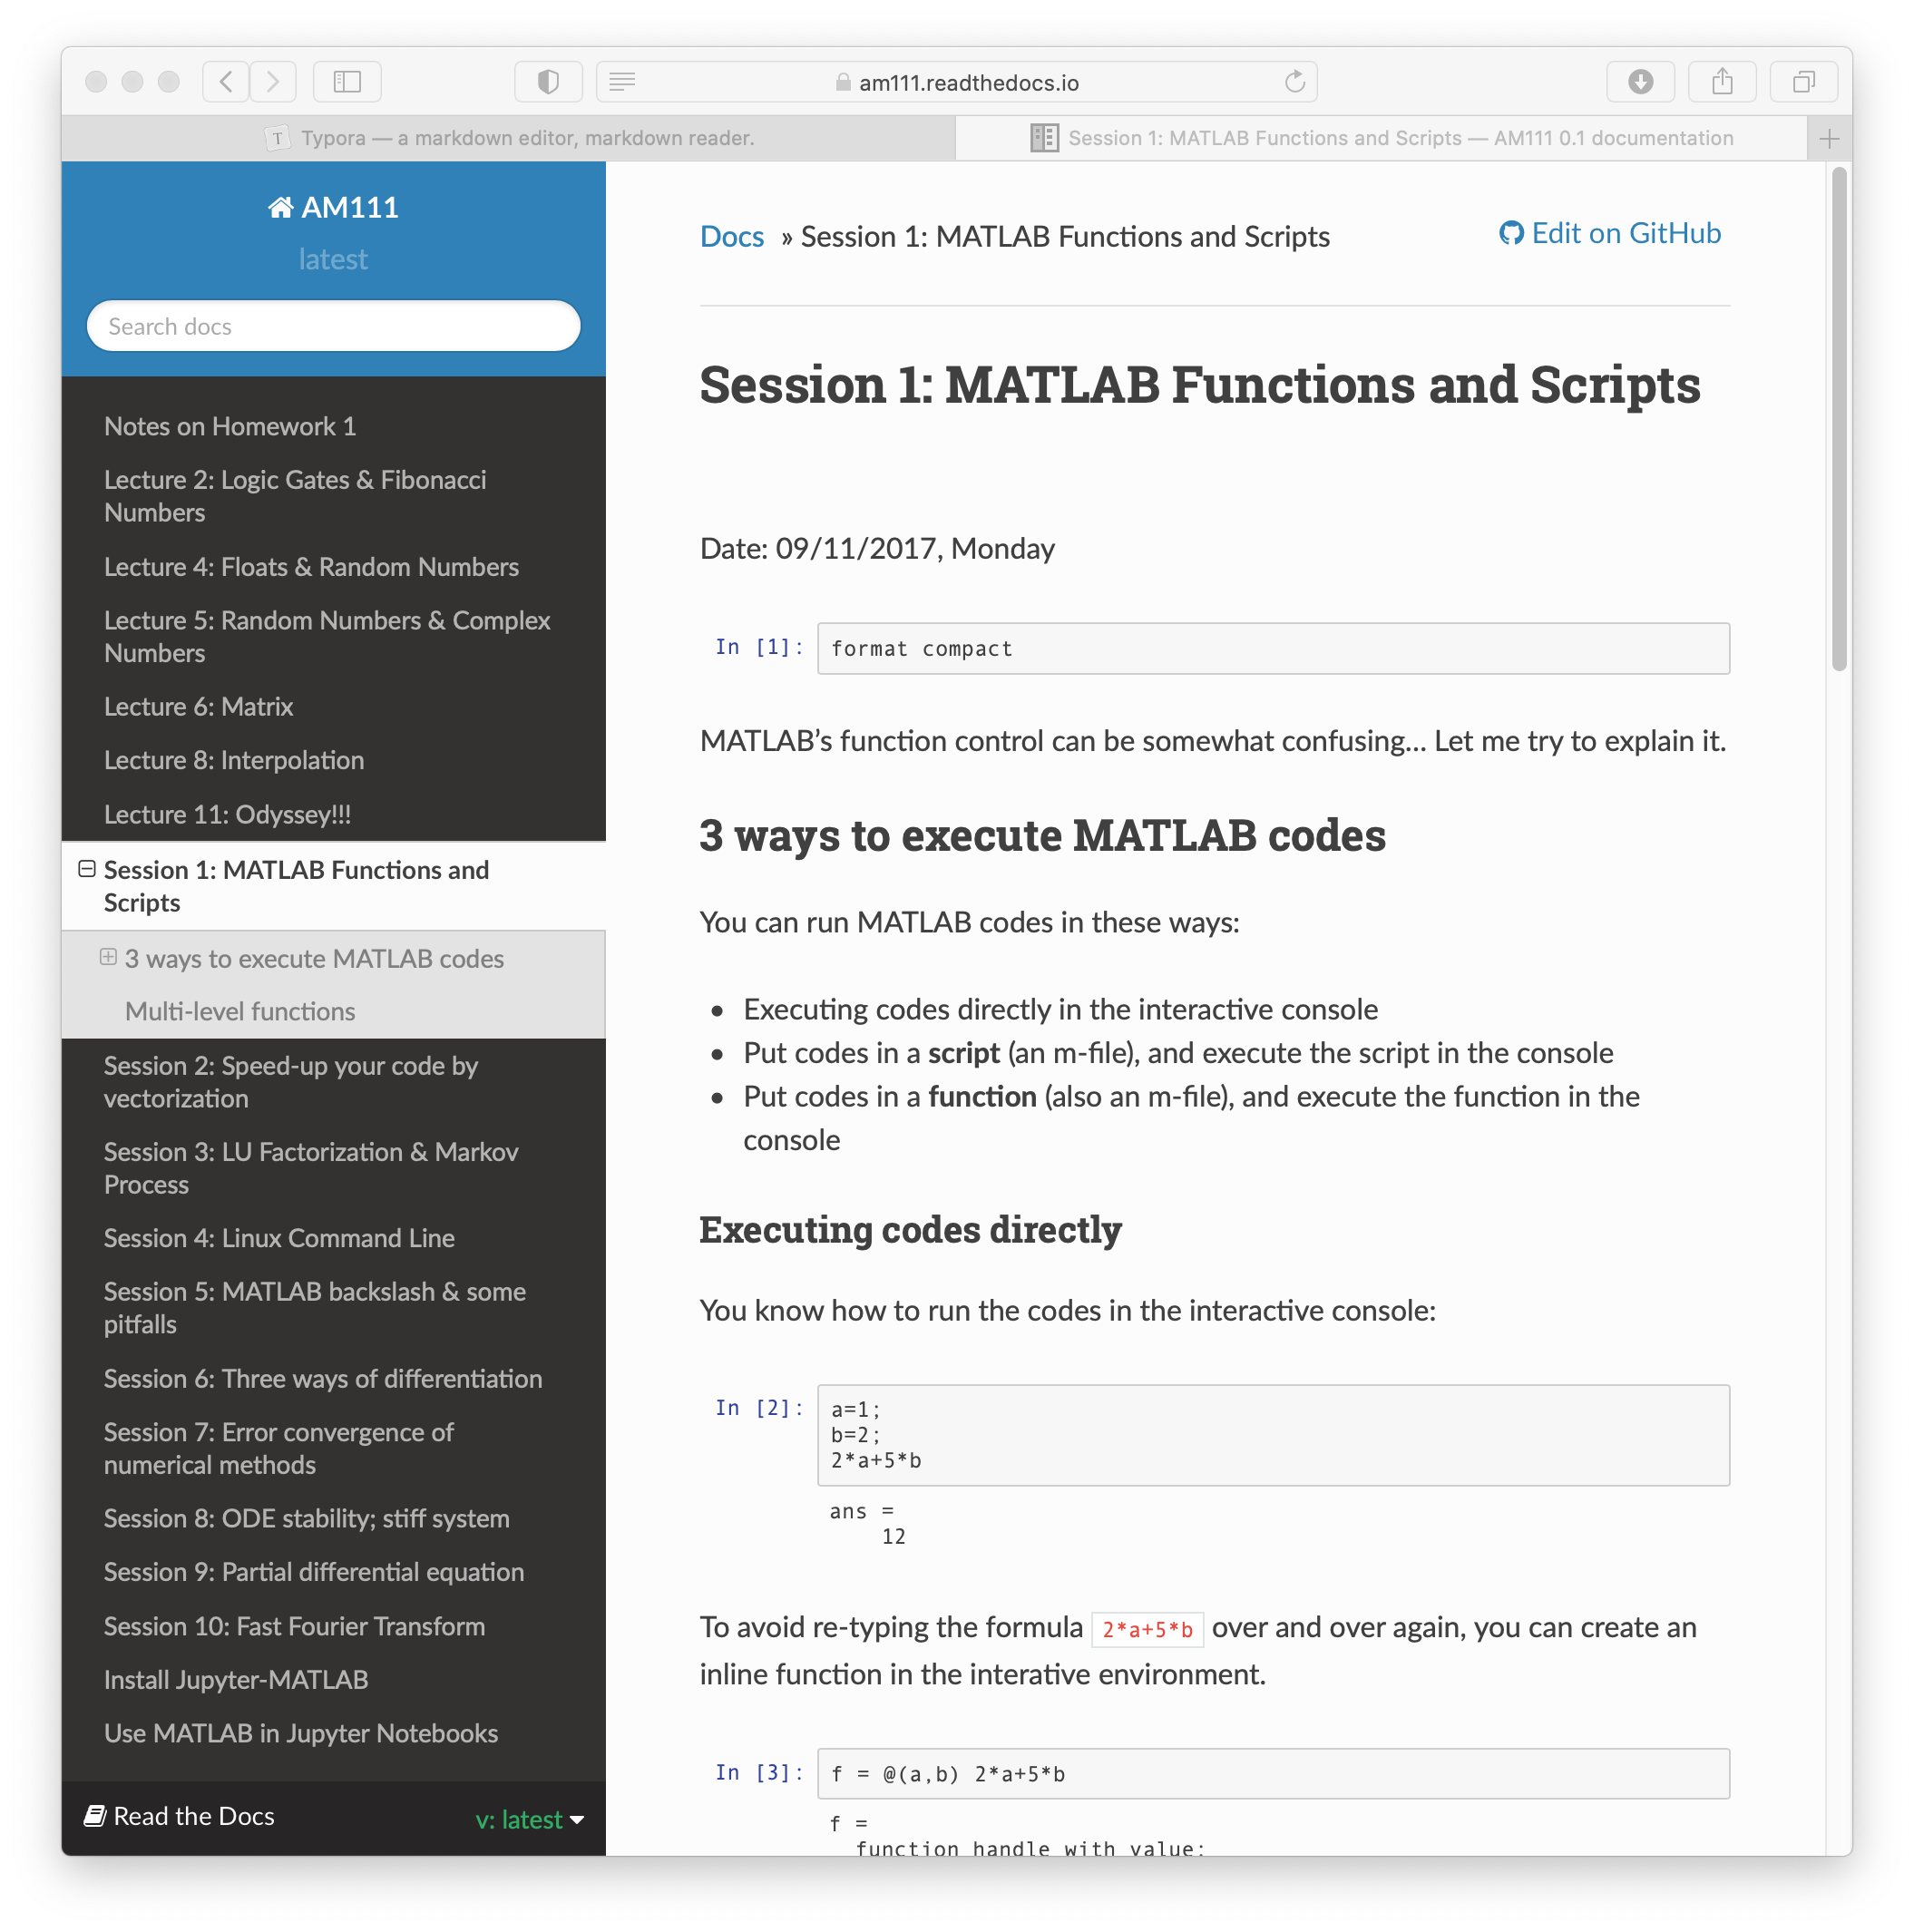 am111.readthedocs.io
T Typora — a markdown editor, markdown reader.
Session 1: MATLAB Functions and Scripts — AM111 0.1 documentation
AM111
latest
Search docs
Notes on Homework 1
Lecture 2: Logic Gates & Fibonacci
Numbers
Lecture 4: Floats & Random Numbers
Lecture 5: Random Numbers & Complex
Numbers
Lecture 6: Matrix
Lecture 8: Interpolation
Lecture 11: Odyssey!!!
Session 1: MATLAB Functions and
Scripts
3 ways to execute MATLAB codes
Multi-level functions
Session 2: Speed-up your code by
vectorization
Session 3: LU Factorization & Markov
Process
Session 4: Linux Command Line
Session 5: MATLAB backslash & some
pitfalls
Session 6: Three ways of differentiation
Session 7: Error convergence of
numerical methods
Session 8: ODE stability; stiff system
Session 9: Partial differential equation
Session 10: Fast Fourier Transform
Install Jupyter-MATLAB
Use MATLAB in Jupyter Notebooks
Read the Docs
v: latest
Docs » Session 1: MATLAB Functions and Scripts
Edit on GitHub
Session 1: MATLAB Functions and Scripts
Date: 09/11/2017, Monday
In [1]: format compact
MATLAB’s function control can be somewhat confusing... Let me try to explain it.
3 ways to execute MATLAB codes
You can run MATLAB codes in these ways:
• Executing codes directly in the interactive console
• Put codes in a script (an m-file), and execute the script in the console
• Put codes in a function (also an m-file), and execute the function in the
console
Executing codes directly
You know how to run the codes in the interactive console:
In [2]: a=1;
b=2;
2*a+5*b
ans =
12
To avoid re-typing the formula 2*a+5*b over and over again, you can create an
inline function in the interative environment.
In [3]: f = @(a,b) 2*a+5*b
f =
function handle with value: